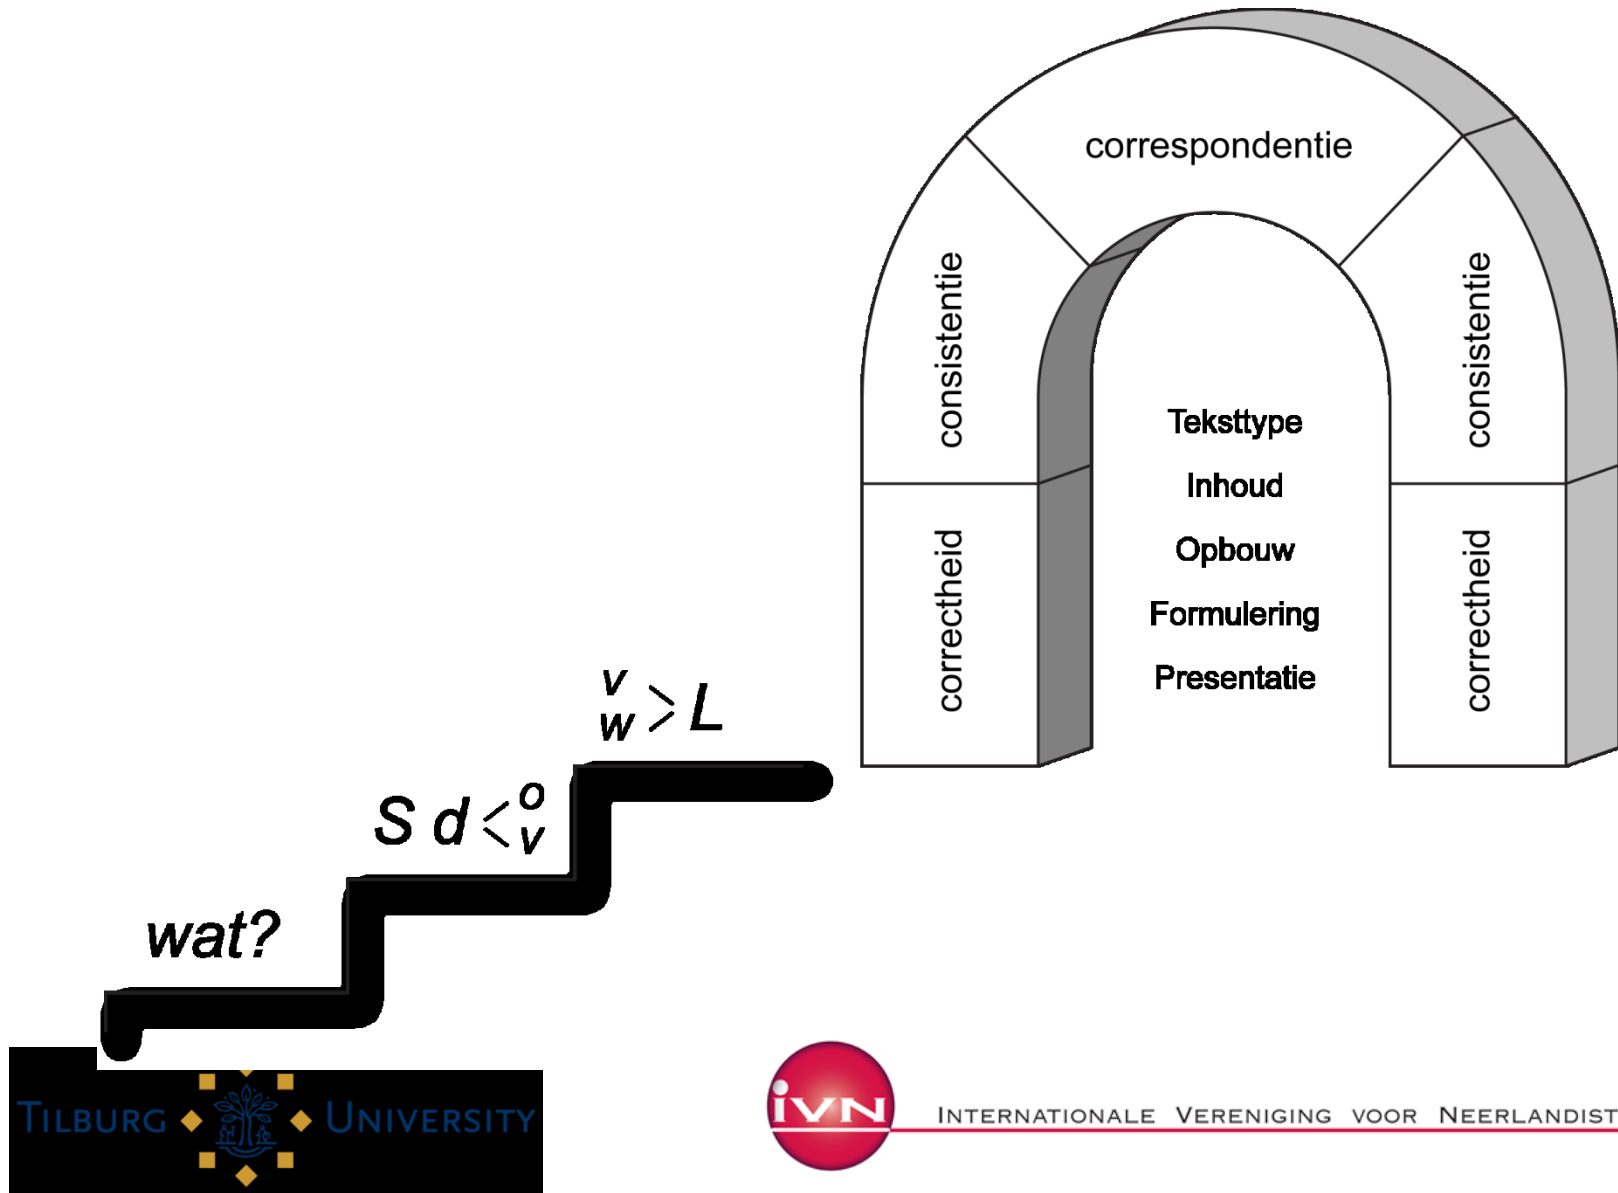 correspondentie
consistentie
consistentie
correctheid
correctheid
Teksttype
Inhoud
Opbouw
Formulering
Presentatie
v
w > L
S d < o
v
wat?
TILBURG UNIVERSITY
iVN
INTERNATIONALE VERENIGING VOOR NEERLANDIST